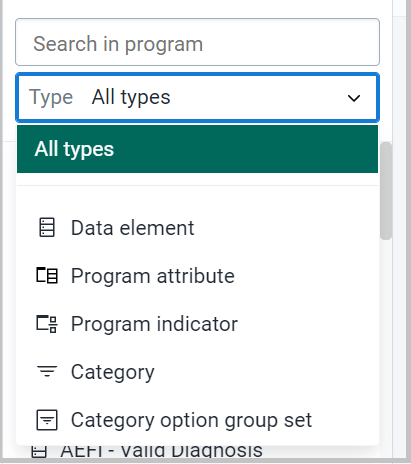 Search in program
Type All types
All types
Data element
Program attribute
Program indicator
Category
Category option group set
AEFI - Valid Diagnosis